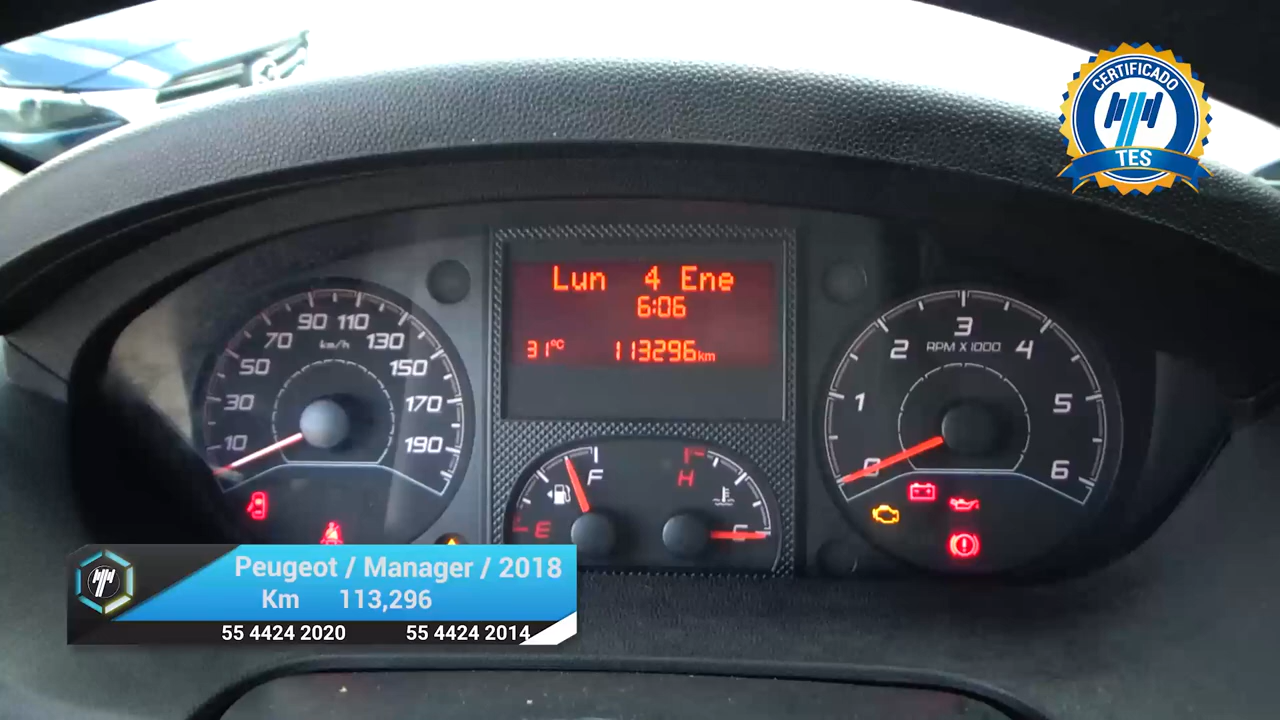 CERTIFICADO
TES
Lun 4 Ene
6:06
31°C 113296km
10 30 50 70 90 110 130 150 170 190
km/h
0 1 2 3 4 5 6
RPM X 1000
F
E
H
C
Peugeot / Manager / 2018
Km 113,296
55 4424 2020 55 4424 2014